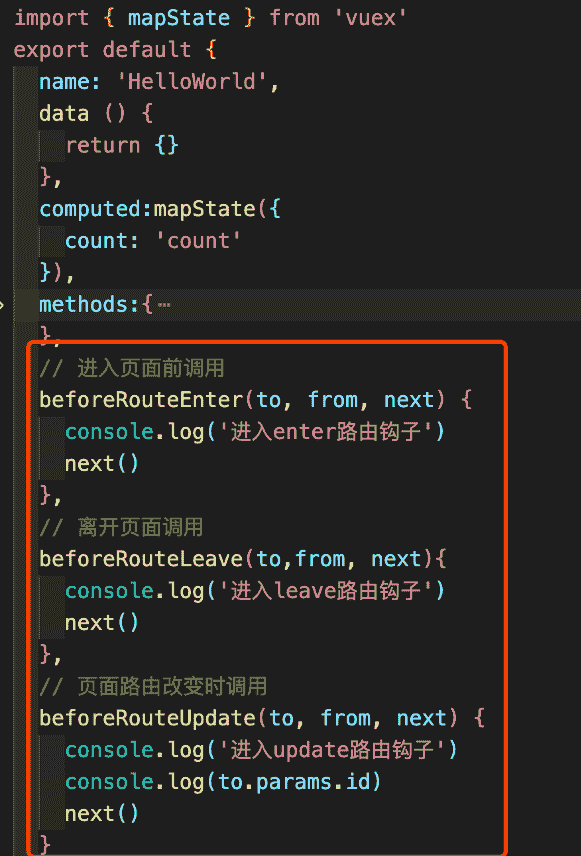 import { mapState } from 'vuex'
export default {
  name: 'HelloWorld',
  data () {
    return {}
  },
  computed:mapState({
    count: 'count'
  }),
  methods:{ ⋯
  },
  // 进入页面前调用
  beforeRouteEnter(to, from, next) {
    console.log('进入enter路由钩子')
    next()
  },
  // 离开页面调用
  beforeRouteLeave(to,from, next){
    console.log('进入leave路由钩子')
    next()
  },
  // 页面路由改变时调用
  beforeRouteUpdate(to, from, next) {
    console.log('进入update路由钩子')
    console.log(to.params.id)
    next()
  }